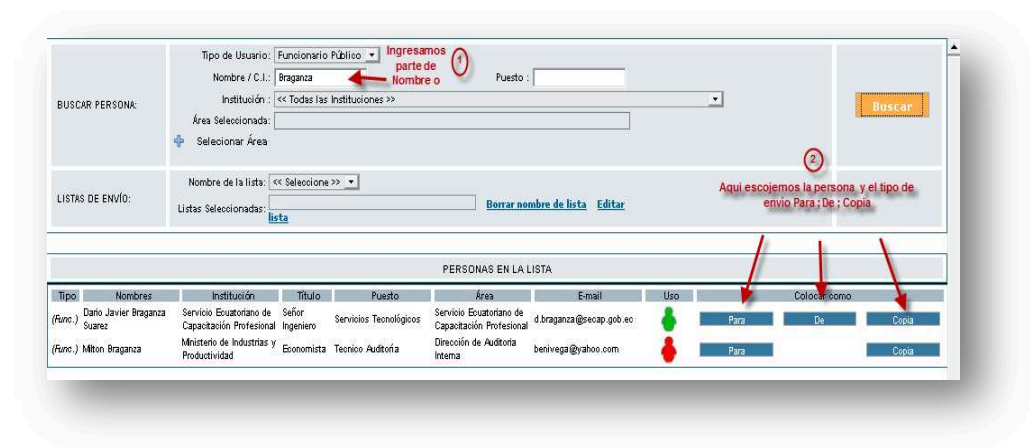 Tipo de Usuario: Funcionario Público
Ingresamos parte de Nombre o
1
Nombre / C.I.: Braganza
Puesto :
BUSCAR PERSONA:
Institución : << Todas las Instituciones >>
Buscar
Área Seleccionada:
Selecionar Área
2
Aqui escojemos la persona y el tipo de envio Para ; De ; Copia
LISTAS DE ENVÍO:
Nombre de la lista: << Seleccione >>
Listas Seleccionadas:
Borrar nombre de lista Editar
lista
PERSONAS EN LA LISTA
Tipo Nombres Institución Título Puesto Área E-mail Uso Colocar como
(Func.) Dario Javier Braganza Suarez Servicio Ecuatoriano de Capacitación Profesional Señor Ingeniero Servicios Tecnológicos Servicio Ecuatoriano de Capacitación Profesional d.braganza@secap.gob.ec Para De Copia
(Func.) Milton Braganza Ministerio de Industrias y Productividad Economista Tecnico Auditoría Dirección de Auditoria Interna benivega@yahoo.com Para Copia